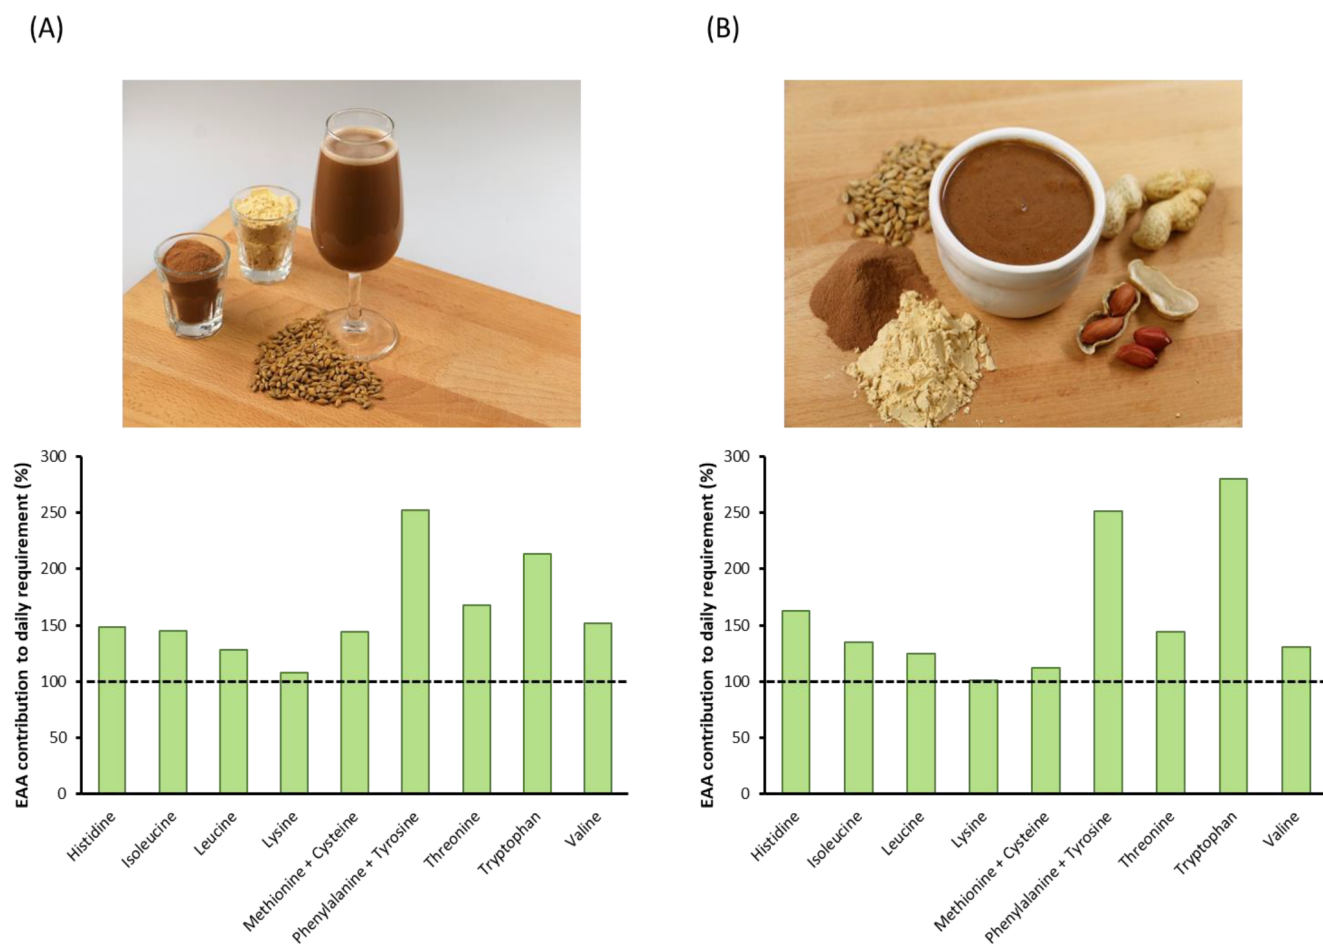 (A)
EAA contribution to daily requirement (%)
300
250
200
150
100
50
0
Histidine
Isoleucine
Leucine
Lysine
Methionine + Cysteine
Phenylalanine + Tyrosine
Threonine
Tryptophan
Valine
(B)
EAA contribution to daily requirement (%)
300
250
200
150
100
50
0
Histidine
Isoleucine
Leucine
Lysine
Methionine + Cysteine
Phenylalanine + Tyrosine
Threonine
Tryptophan
Valine